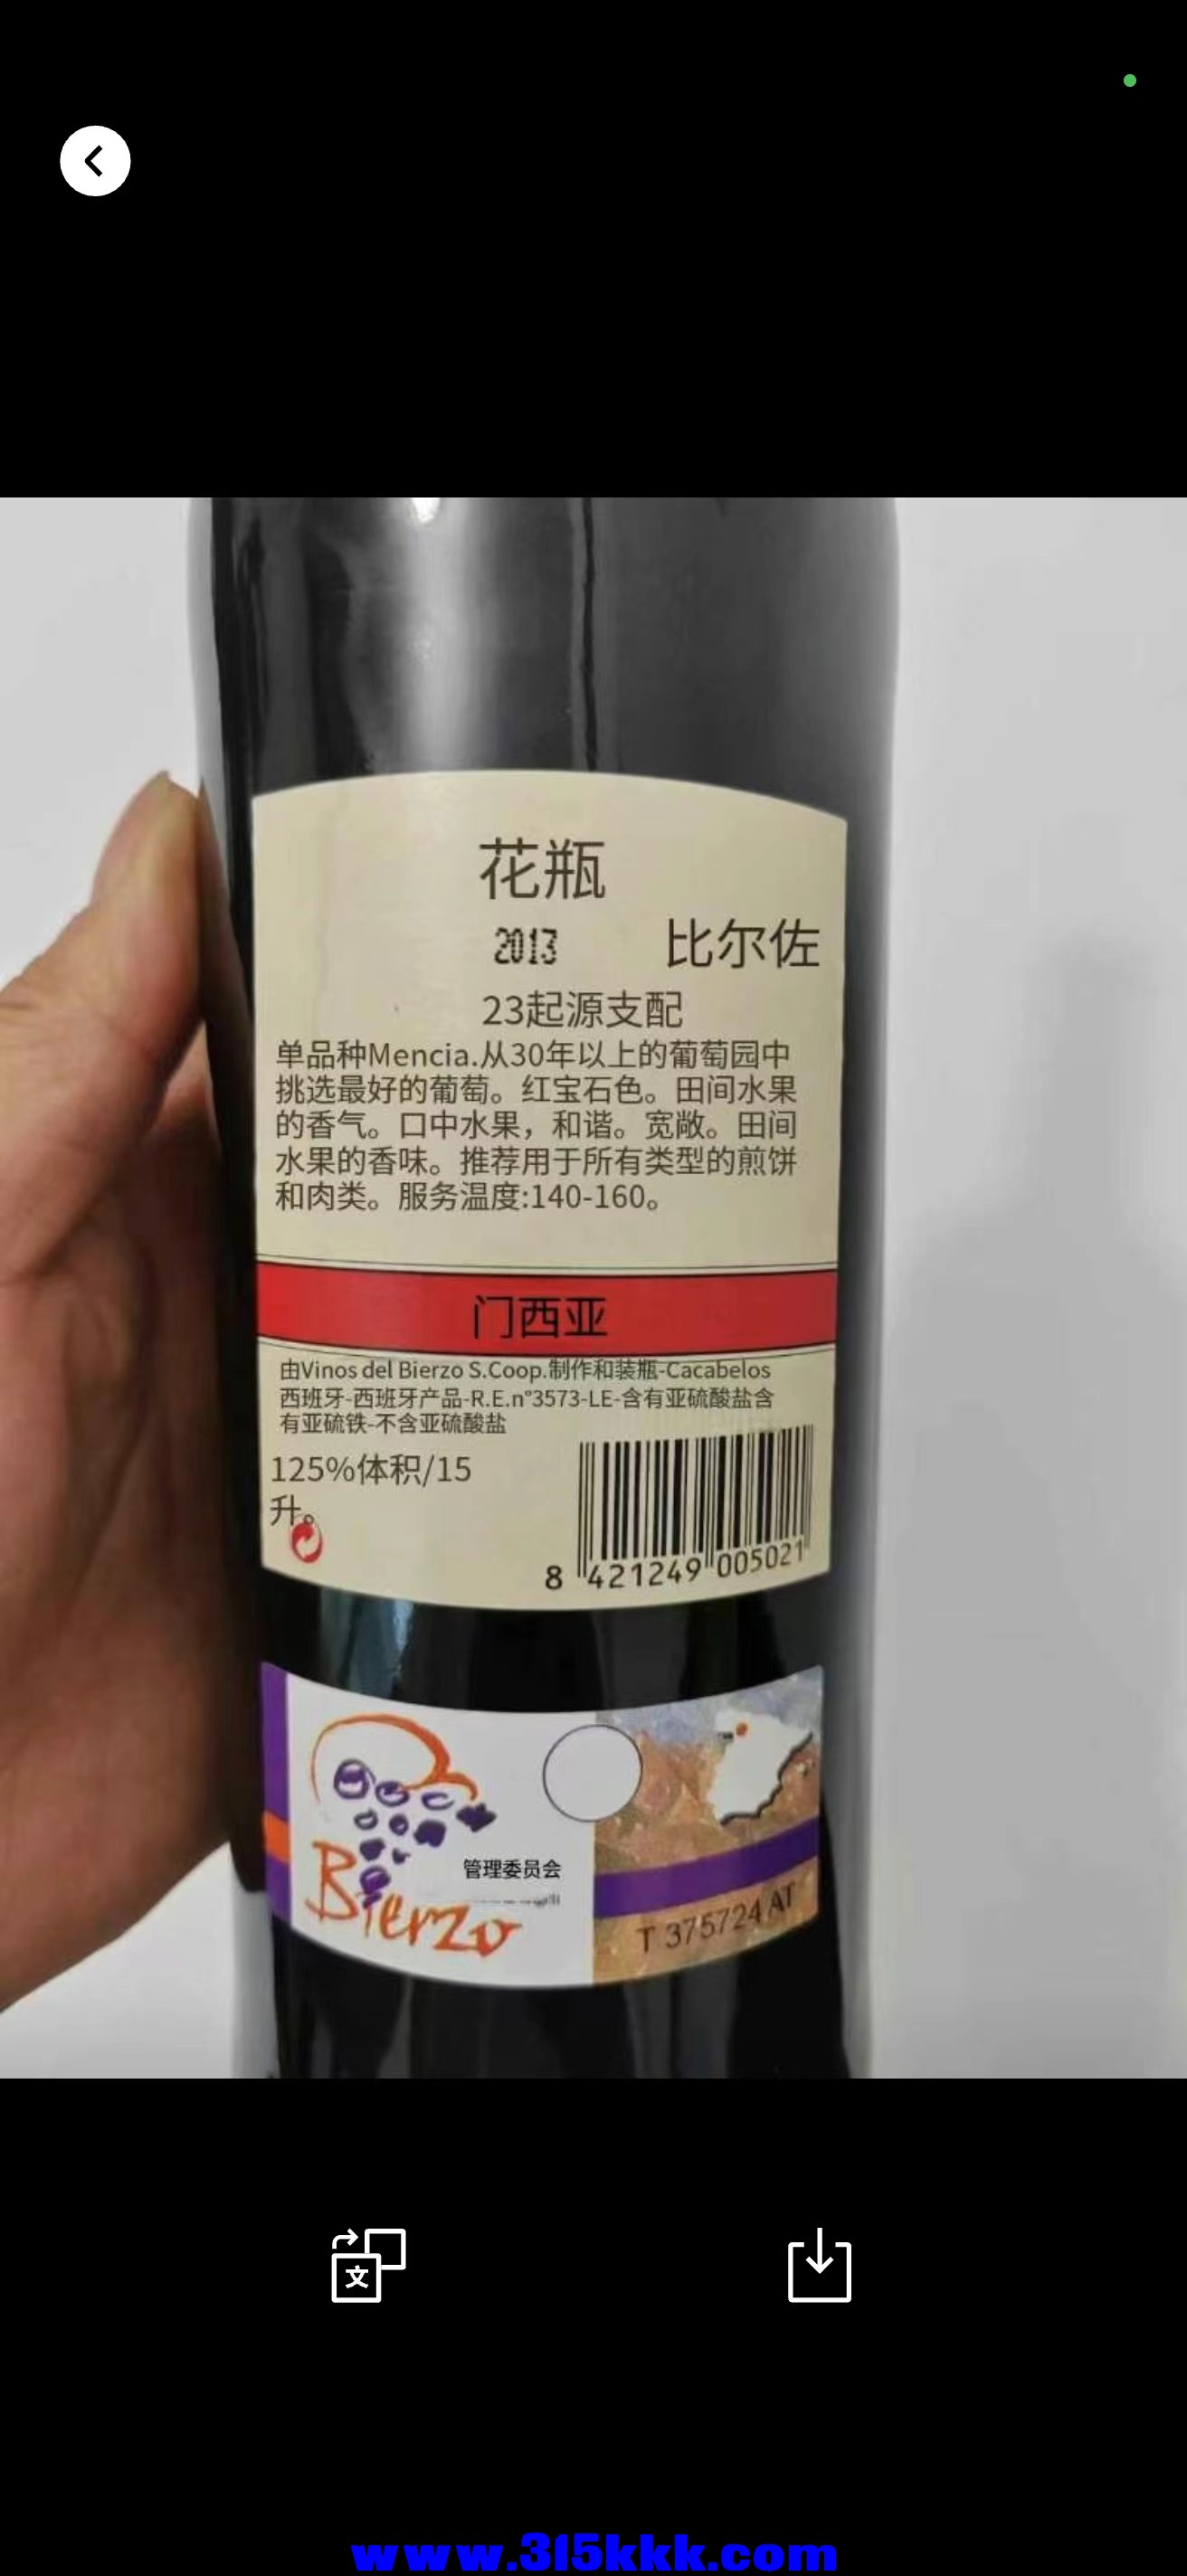 花瓶
2013
比尔佐
23起源支配
单品种Mencia.从30年以上的葡萄园中
挑选最好的葡萄。红宝石色。田间水果
的香气。口中水果，和谐。宽敞。田间
水果的香味。推荐用于所有类型的煎饼
和肉类。服务温度:140-160。
门西亚
由Vinos del Bierzo S.Coop.制作和装瓶-Cacabelos
西班牙-西班牙产品-R.E.n°3573-LE-含有亚硫酸盐含
有亚硫铁-不含亚硫酸盐
125%体积/15
升。
8 421249 005021
管理委员会
Bierzo
T 375724 AT
文
www.315kkk.com